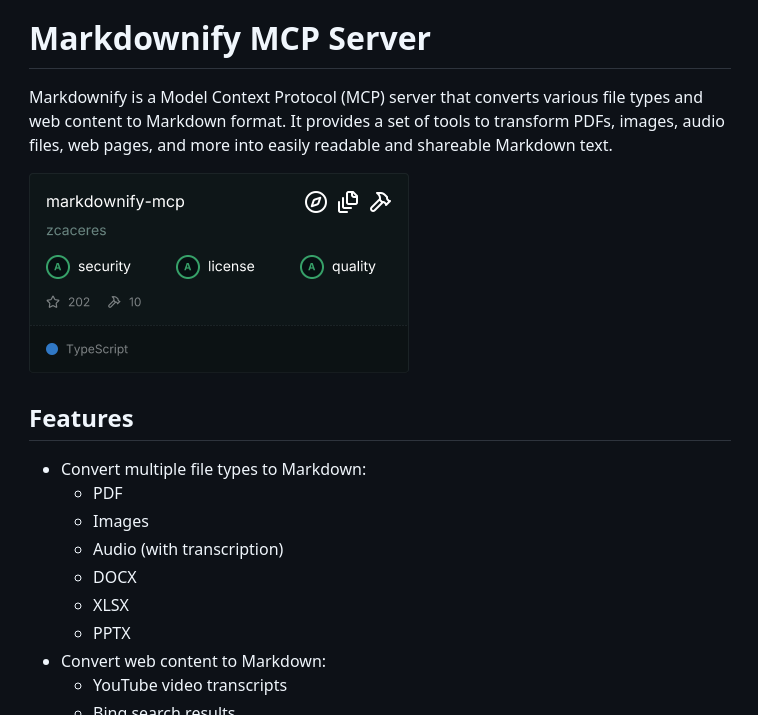 Markdownify MCP Server
Markdownify is a Model Context Protocol (MCP) server that converts various file types and
web content to Markdown format. It provides a set of tools to transform PDFs, images, audio
files, web pages, and more into easily readable and shareable Markdown text.
markdownify-mcp
zcaceres
A security A license A quality
202 10
TypeScript
Features
Convert multiple file types to Markdown:
PDF
Images
Audio (with transcription)
DOCX
XLSX
PPTX
Convert web content to Markdown:
YouTube video transcripts
Bing search results